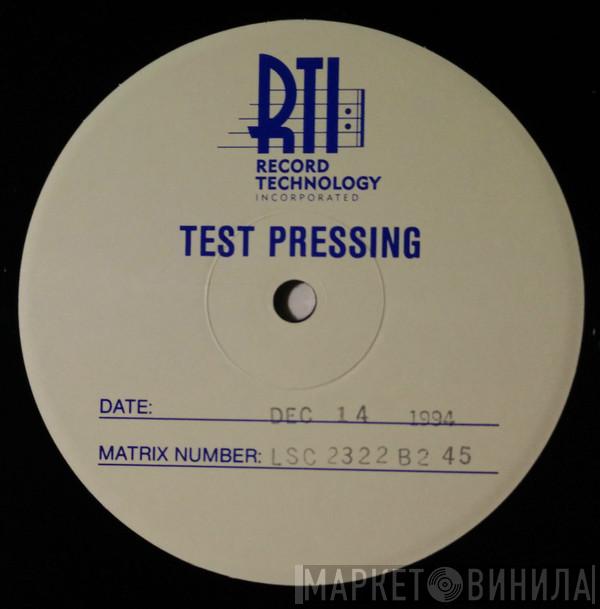 RTI
RECORD
TECHNOLOGY
INCORPORATED
TEST PRESSING
DATE: DEC 14 1994
MATRIX NUMBER: LSC 2322 B2 45
МАРКЕТ ВИНИЛА